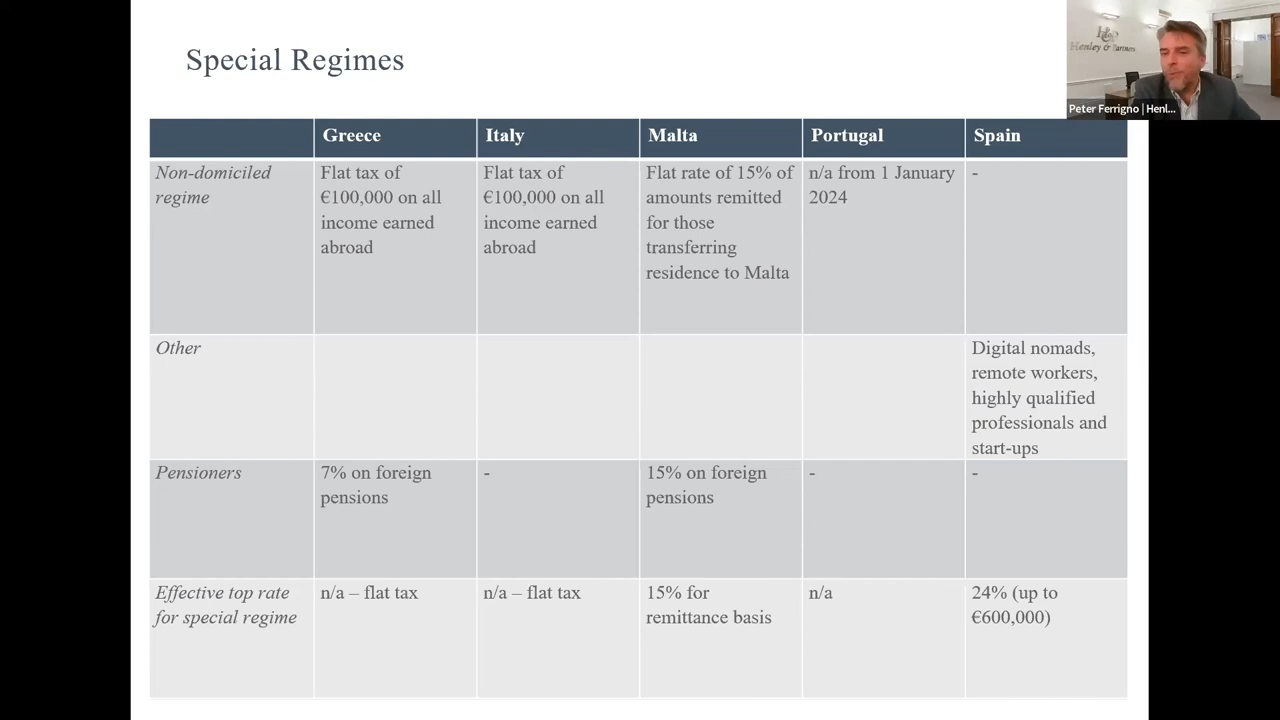 Special Regimes
Henley & Partners
Peter Ferrigno | Henl...
Greece
Italy
Malta
Portugal
Spain
Non-domiciled
regime
Flat tax of
€100,000 on all
income earned
abroad
Flat tax of
€100,000 on all
income earned
abroad
Flat rate of 15% of
amounts remitted
for those
transferring
residence to Malta
n/a from 1 January
2024
-
Other
Digital nomads,
remote workers,
highly qualified
professionals and
start-ups
Pensioners
7% on foreign
pensions
-
15% on foreign
pensions
-
-
Effective top rate
for special regime
n/a – flat tax
n/a – flat tax
15% for
remittance basis
n/a
24% (up to
€600,000)